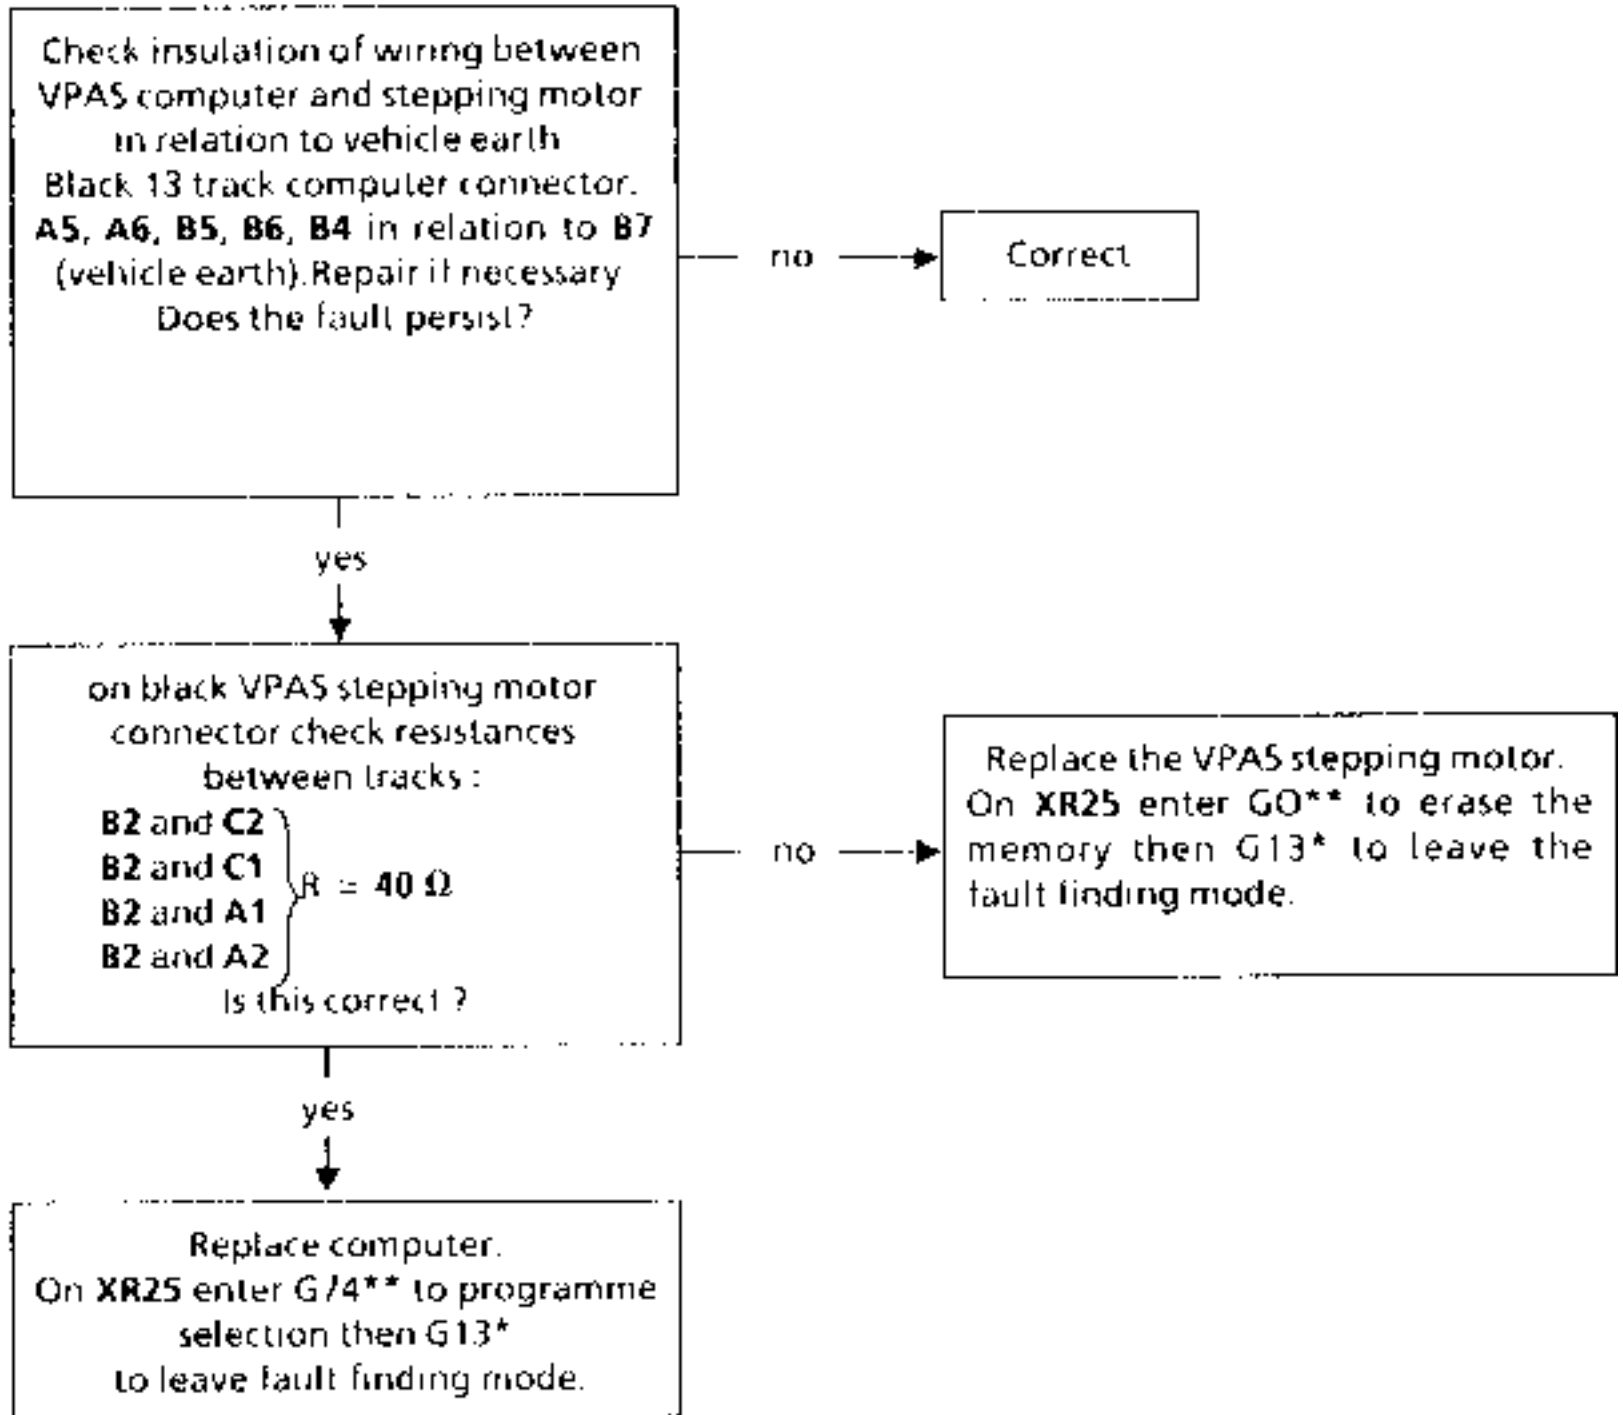 Check insulation of wiring between
VPAS computer and stepping motor
in relation to vehicle earth
Black 13 track computer connector.
A5, A6, B5, B6, B4 in relation to B7
(vehicle earth). Repair if necessary
Does the fault persist?
no
Correct
yes
on black VPAS stepping motor
connector check resistances
between tracks :
B2 and C2
B2 and C1
B2 and A1
B2 and A2
R = 40 Ω
Is this correct ?
no
Replace the VPAS stepping motor.
On XR25 enter GO** to erase the
memory then G13* to leave the
fault finding mode.
yes
Replace computer.
On XR25 enter G74** to programme
selection then G13*
to leave fault finding mode.